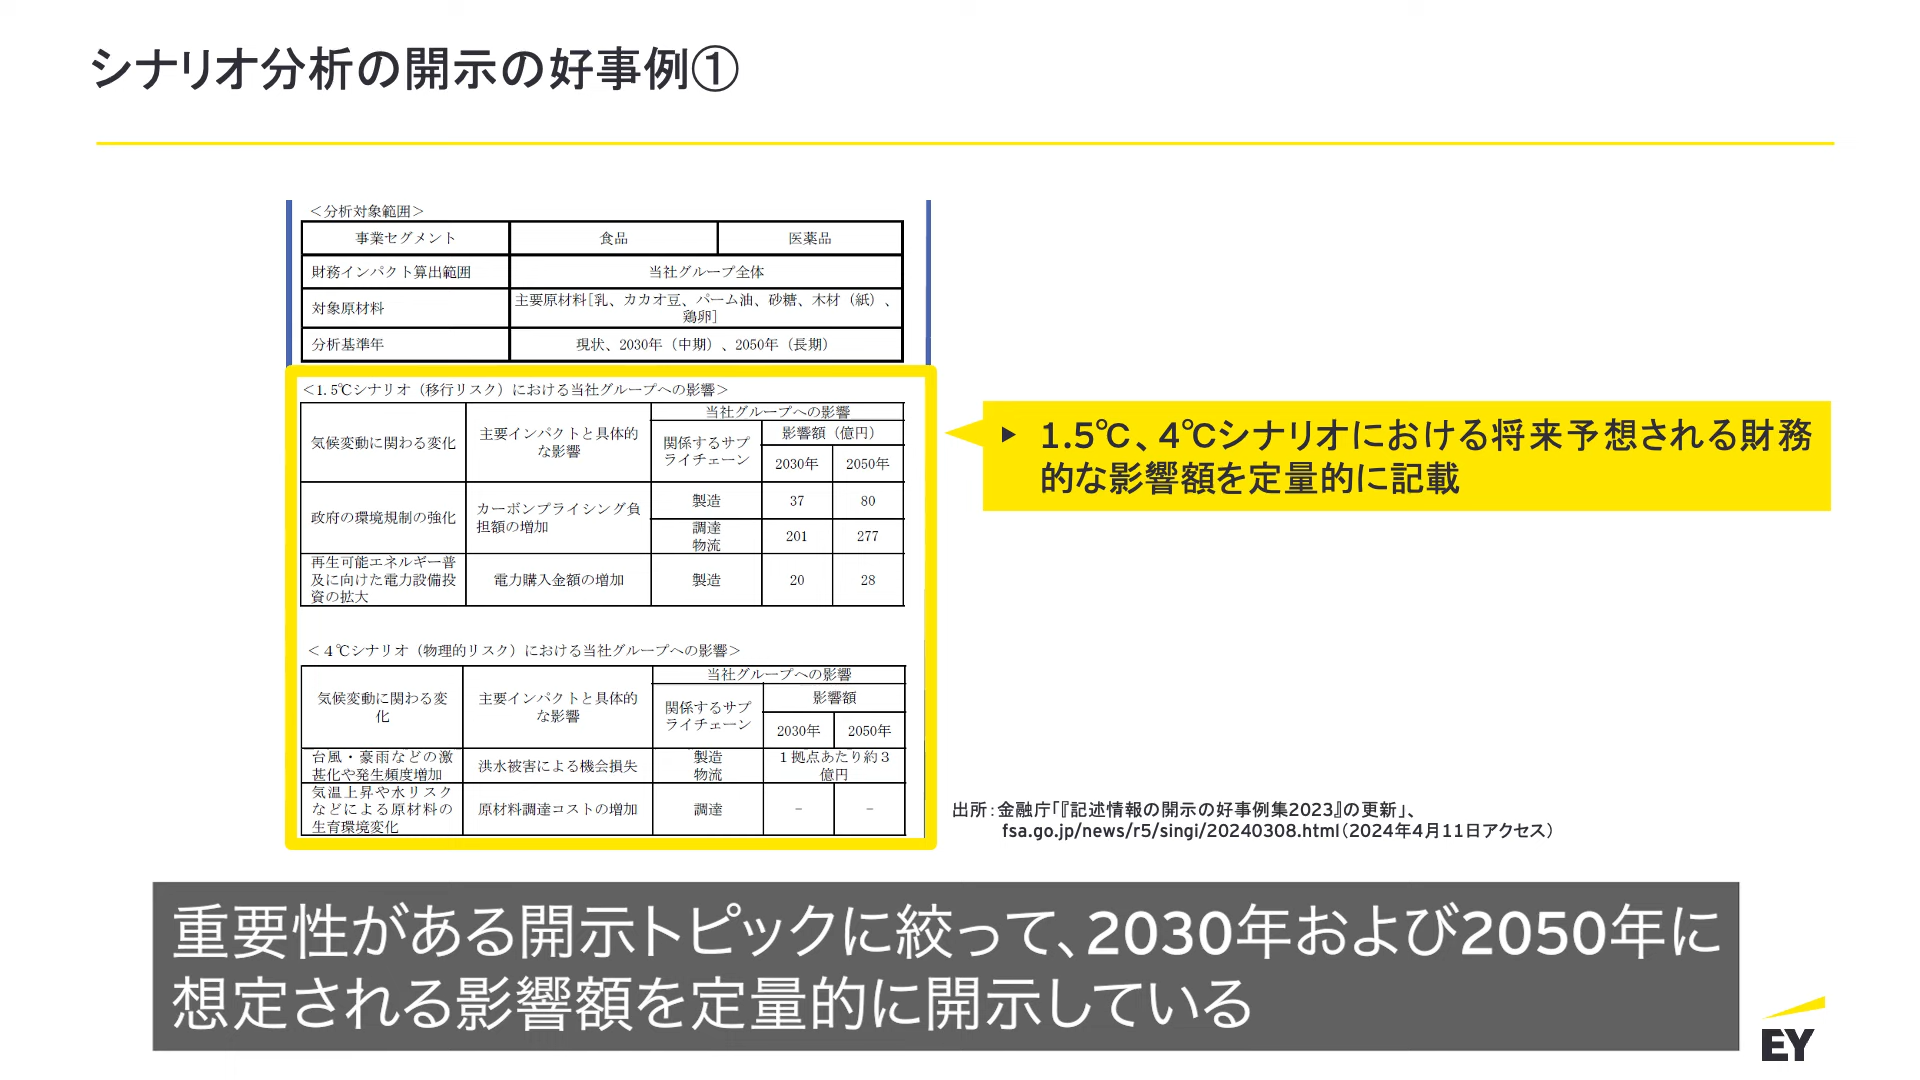 シナリオ分析の開示の好事例①
＜分析対象範囲＞
事業セグメント 食品 医薬品
財務インパクト算出範囲 当社グループ全体
対象原材料 主要原材料[乳、カカオ豆、パーム油、砂糖、木材（紙）、
鶏卵]
分析基準年 現状、2030年（中期）、2050年（長期）
＜1.5℃シナリオ（移行リスク）における当社グループへの影響＞
気候変動に関わる変化
主要インパクトと具体的
な影響
当社グループへの影響
関係するサプ
ライチェーン
影響額（億円）
2030年 2050年
政府の環境規制の強化
カーボンプライシング負
担額の増加
製造 37 80
調達
物流
201 277
再生可能エネルギー普
及に向けた電力設備投
資の拡大
電力購入金額の増加 製造 20 28
＜４℃シナリオ（物理的リスク）における当社グループへの影響＞
気候変動に関わる変
化
主要インパクトと具体的
な影響
当社グループへの影響
関係するサプ
ライチェーン
影響額
2030年 2050年
台風・豪雨などの激
甚化や発生頻度増加
洪水被害による機会損失
製造
物流
１拠点あたり約３
億円
気温上昇や水リスク
などによる原材料の
生育環境変化
原材料調達コストの増加 調達 － －
▶ 1.5℃、4℃シナリオにおける将来予想される財務
的な影響額を定量的に記載
出所：金融庁「『記述情報の開示の好事例集2023』の更新」、
fsa.go.jp/news/r5/singi/20240308.html（2024年4月11日アクセス）
重要性がある開示トピックに絞って、2030年および2050年に
想定される影響額を定量的に開示している
EY